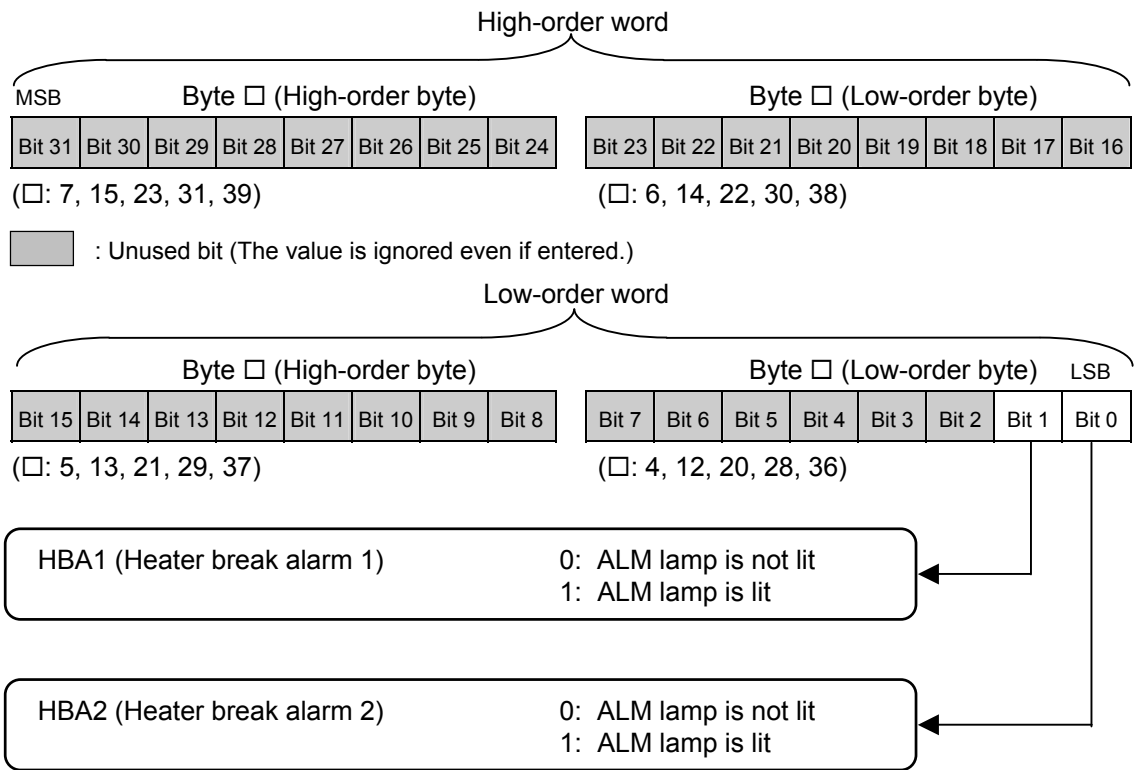 High-order word
MSB Byte □ (High-order byte) Byte □ (Low-order byte)
Bit 31 Bit 30 Bit 29 Bit 28 Bit 27 Bit 26 Bit 25 Bit 24 Bit 23 Bit 22 Bit 21 Bit 20 Bit 19 Bit 18 Bit 17 Bit 16
(□: 7, 15, 23, 31, 39) (□: 6, 14, 22, 30, 38)
: Unused bit (The value is ignored even if entered.)
Low-order word
Byte □ (High-order byte) Byte □ (Low-order byte) LSB
Bit 15 Bit 14 Bit 13 Bit 12 Bit 11 Bit 10 Bit 9 Bit 8 Bit 7 Bit 6 Bit 5 Bit 4 Bit 3 Bit 2 Bit 1 Bit 0
(□: 5, 13, 21, 29, 37) (□: 4, 12, 20, 28, 36)
HBA1 (Heater break alarm 1) 0: ALM lamp is not lit
1: ALM lamp is lit
HBA2 (Heater break alarm 2) 0: ALM lamp is not lit
1: ALM lamp is lit